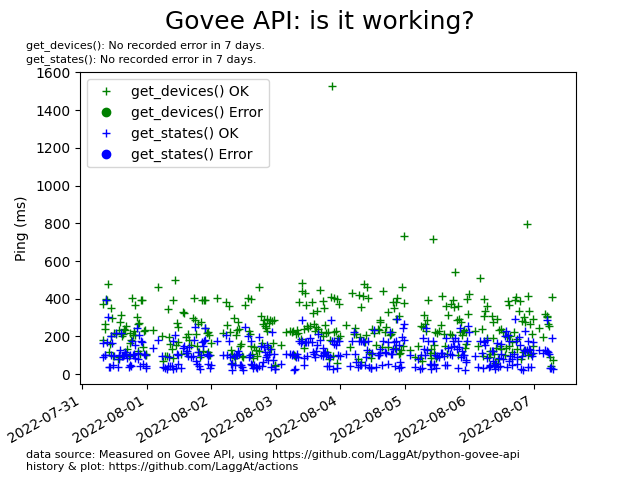 Govee API: is it working?
get_devices(): No recorded error in 7 days.
get_states(): No recorded error in 7 days.
get_devices() OK
get_devices() Error
get_states() OK
get_states() Error
Ping (ms)
1600
1400
1200
1000
800
600
400
200
0
2022-07-31
2022-08-01
2022-08-02
2022-08-03
2022-08-04
2022-08-05
2022-08-06
2022-08-07
data source: Measured on Govee API, using https://github.com/LaggAt/python-govee-api
history & plot: https://github.com/LaggAt/actions